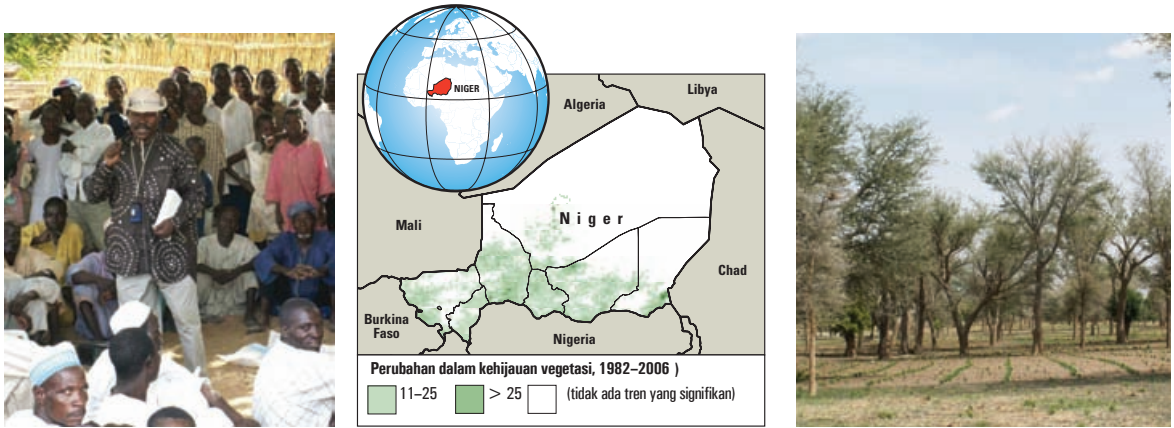 NIGER
Algeria
Libya
Mali
Niger
Chad
Burkina
Faso
Nigeria
Perubahan dalam kehijauan vegetasi, 1982–2006 )
11–25
> 25
(tidak ada tren yang signifikan)